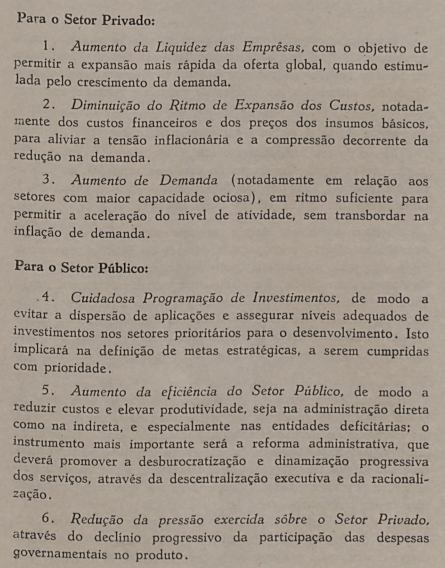 Para o Setor Privado:
1. Aumento da Liquidez das Emprêsas, com o objetivo de
permitir a expansão mais rápida da oferta global, quando estimu-
lada pelo crescimento da demanda.
2. Diminuição do Ritmo de Expansão dos Custos, notada-
mente dos custos financeiros e dos preços dos insumos básicos,
para aliviar a tensão inflacionária e a compressão decorrente da
redução na demanda.
3. Aumento de Demanda (notadamente em relação aos
setores com maior capacidade ociosa), em ritmo suficiente para
permitir a aceleração do nível de atividade, sem transbordar na
inflação de demanda.
Para o Setor Público:
4. Cuidadosa Programação de Investimentos, de modo a
evitar a dispersão de aplicações e assegurar níveis adequados de
investimentos nos setores prioritários para o desenvolvimento. Isto
implicará na definição de metas estratégicas, a serem cumpridas
com prioridade.
5. Aumento da eficiência do Setor Público, de modo a
reduzir custos e elevar produtividade, seja na administração direta
como na indireta, e especialmente nas entidades deficitárias; o
instrumento mais importante será a reforma administrativa, que
deverá promover a desburocratização e dinamização progressiva
dos serviços, através da descentralização executiva e da racionali-
zação.
6. Redução da pressão exercida sôbre o Setor Privado,
através do declínio progressivo da participação das despesas
governamentais no produto.